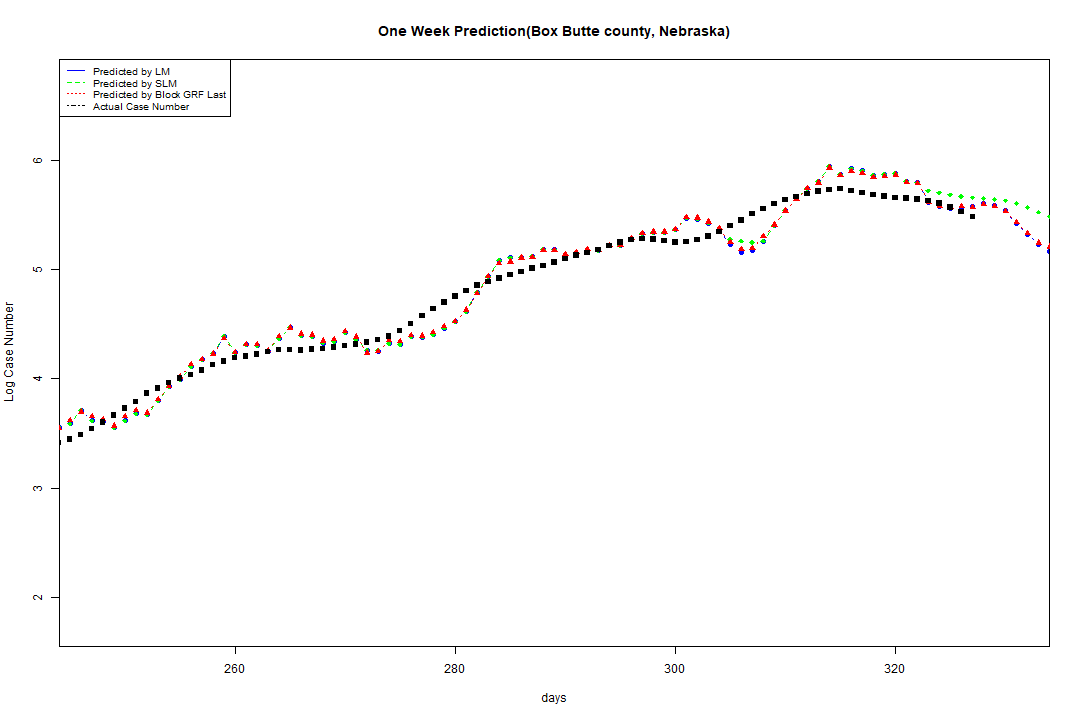 One Week Prediction(Box Butte county, Nebraska)
Predicted by LM
Predicted by SLM
Predicted by Block GRF Last
Actual Case Number
6
5
4
3
2
Log Case Number
260 280 300 320
days